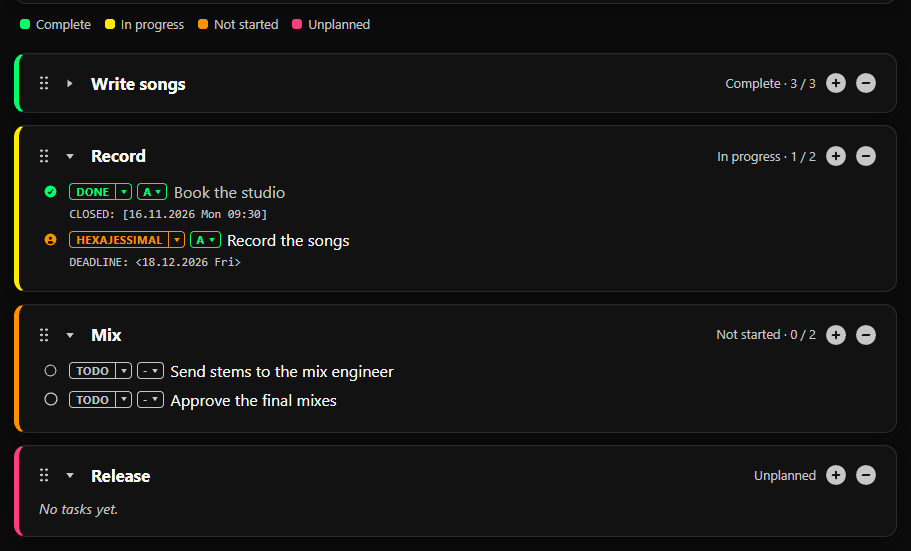 Complete In progress Not started Unplanned
Write songs Complete · 3 / 3
Record In progress · 1 / 2
DONE A Book the studio
CLOSED: [16.11.2026 Mon 09:30]
HEXAJESSIMAL A Record the songs
DEADLINE: <18.12.2026 Fri>
Mix Not started · 0 / 2
TODO - Send stems to the mix engineer
TODO - Approve the final mixes
Release Unplanned
No tasks yet.